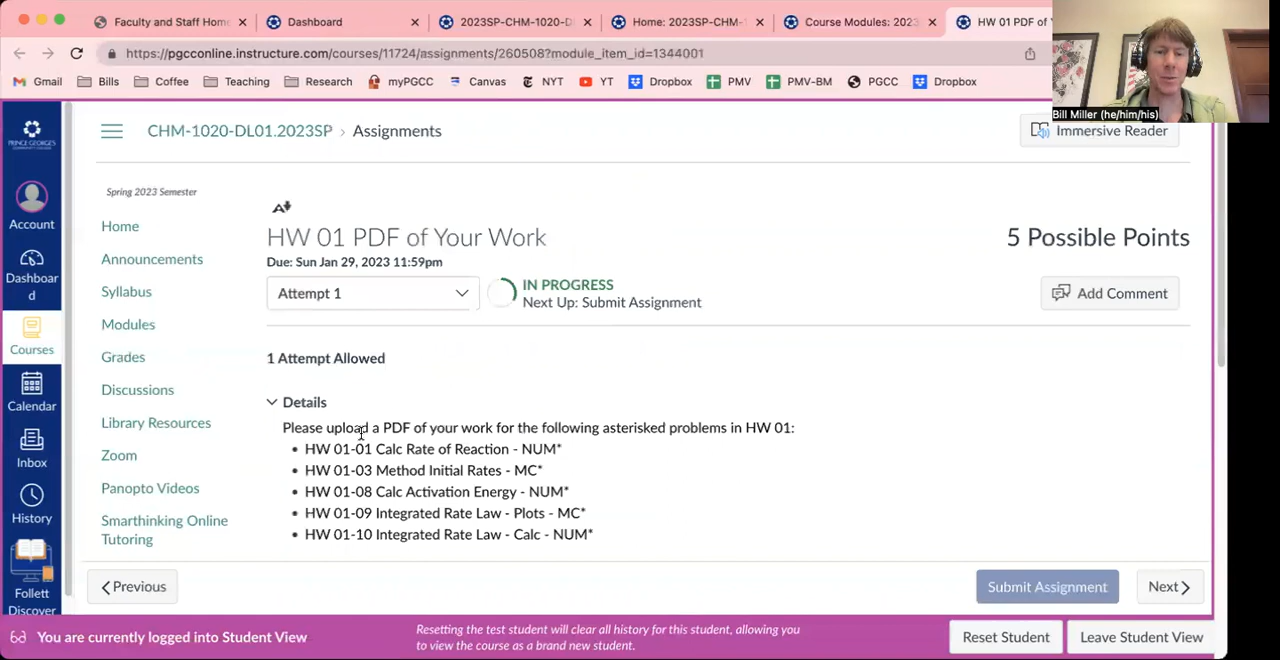 Faculty and Staff Hom
Dashboard
2023SP-CHM-1020-D
Home: 2023SP-CHM-
Course Modules: 2023
HW 01 PDF of Y
https://pgcconline.instructure.com/courses/11724/assignments/260508?module_item_id=1344001
Gmail
Bills
Coffee
Teaching
Research
myPGCC
Canvas
NYT
YT
Dropbox
PMV
PMV-BM
PGCC
Dropbox
Bill Miller (he/him/his)
PRINCE GEORGE'S
COMMUNITY COLLEGE
Account
Dashboar
d
Courses
Calendar
Inbox
History
Follett
Discover
CHM-1020-DL01.2023SP › Assignments
Immersive Reader
Spring 2023 Semester
Home
Announcements
Syllabus
Modules
Grades
Discussions
Library Resources
Zoom
Panopto Videos
Smarthinking Online
Tutoring
HW 01 PDF of Your Work
5 Possible Points
Due: Sun Jan 29, 2023 11:59pm
Attempt 1
IN PROGRESS
Next Up: Submit Assignment
Add Comment
1 Attempt Allowed
Details
Please upload a PDF of your work for the following asterisked problems in HW 01:
• HW 01-01 Calc Rate of Reaction - NUM*
• HW 01-03 Method Initial Rates - MC*
• HW 01-08 Calc Activation Energy - NUM*
• HW 01-09 Integrated Rate Law - Plots - MC*
• HW 01-10 Integrated Rate Law - Calc - NUM*
Previous
Submit Assignment
Next
You are currently logged into Student View
Resetting the test student will clear all history for this student, allowing you
to view the course as a brand new student.
Reset Student
Leave Student View